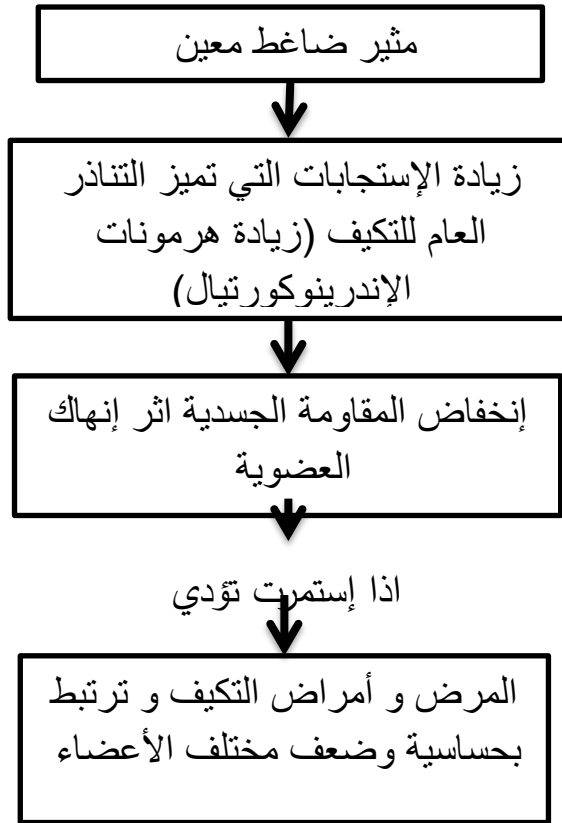 مثير ضاغط معين
زيادة الإستجابات التي تميز التناذر
العام للتكيف (زيادة هرمونات
الإندرينوكورتيال)
إنخفاض المقاومة الجسدية اثر إنهاك
العضوية
اذا إستمرت تؤدي
المرض و أمراض التكيف و ترتبط
بحساسية وضعف مختلف الأعضاء